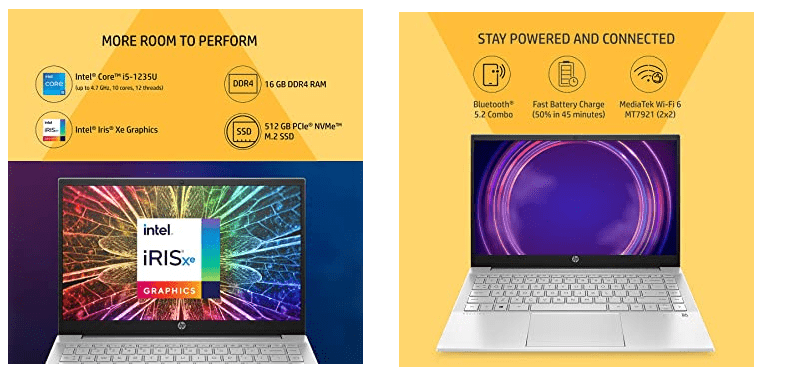 MORE ROOM TO PERFORM
intel
CORE
i5
Intel® Core™ i5-1235U
(up to 4.7 GHz, 10 cores, 12 threads)
DDR4
16 GB DDR4 RAM
intel
iRIS xe
GRAPHICS
Intel® Iris® Xe Graphics
SSD
512 GB PCIe® NVMe™
M.2 SSD
intel.
iRIS xe
GRAPHICS
hp
STAY POWERED AND CONNECTED
6
Bluetooth®
5.2 Combo
Fast Battery Charge
(50% in 45 minutes)
MediaTek Wi-Fi 6
MT7921 (2x2)
hp